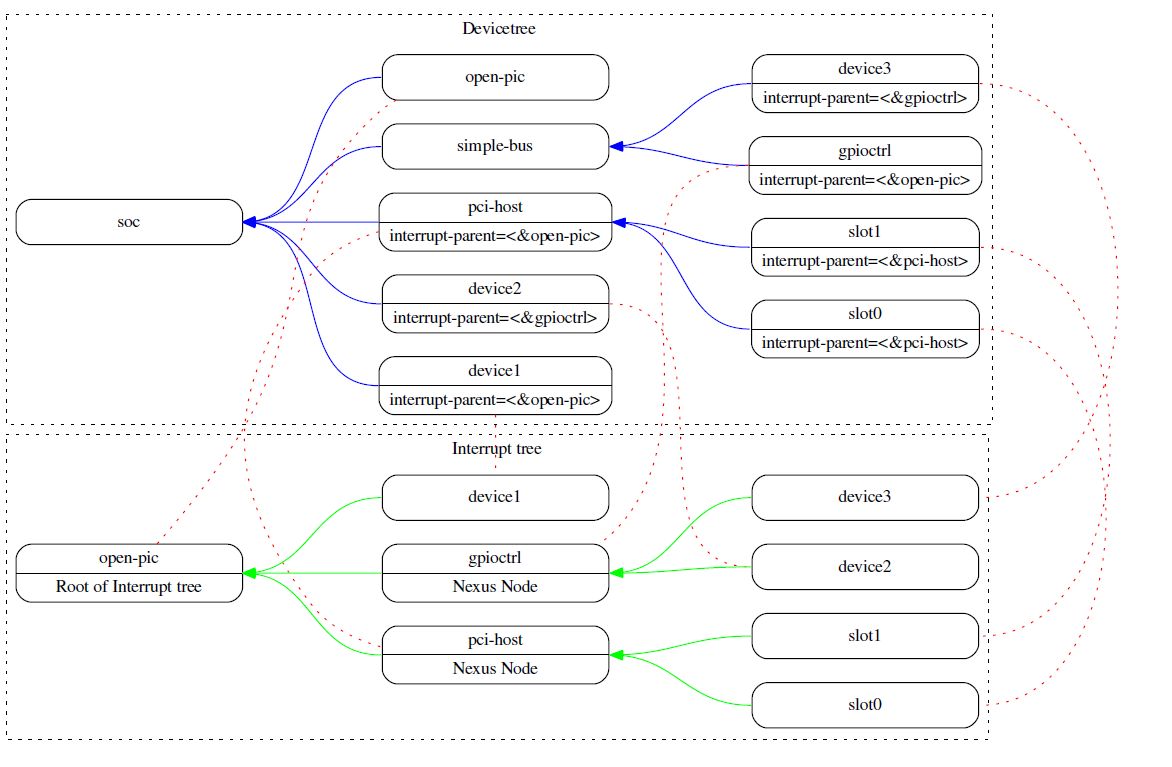 Devicetree
open-pic
simple-bus
soc
pci-host
interrupt-parent=<&open-pic>
device2
interrupt-parent=<&gpioctrl>
device1
interrupt-parent=<&open-pic>
device3
interrupt-parent=<&gpioctrl>
gpioctrl
interrupt-parent=<&open-pic>
slot1
interrupt-parent=<&pci-host>
slot0
interrupt-parent=<&pci-host>
Interrupt tree
open-pic
Root of Interrupt tree
device1
gpioctrl
Nexus Node
pci-host
Nexus Node
device3
device2
slot1
slot0